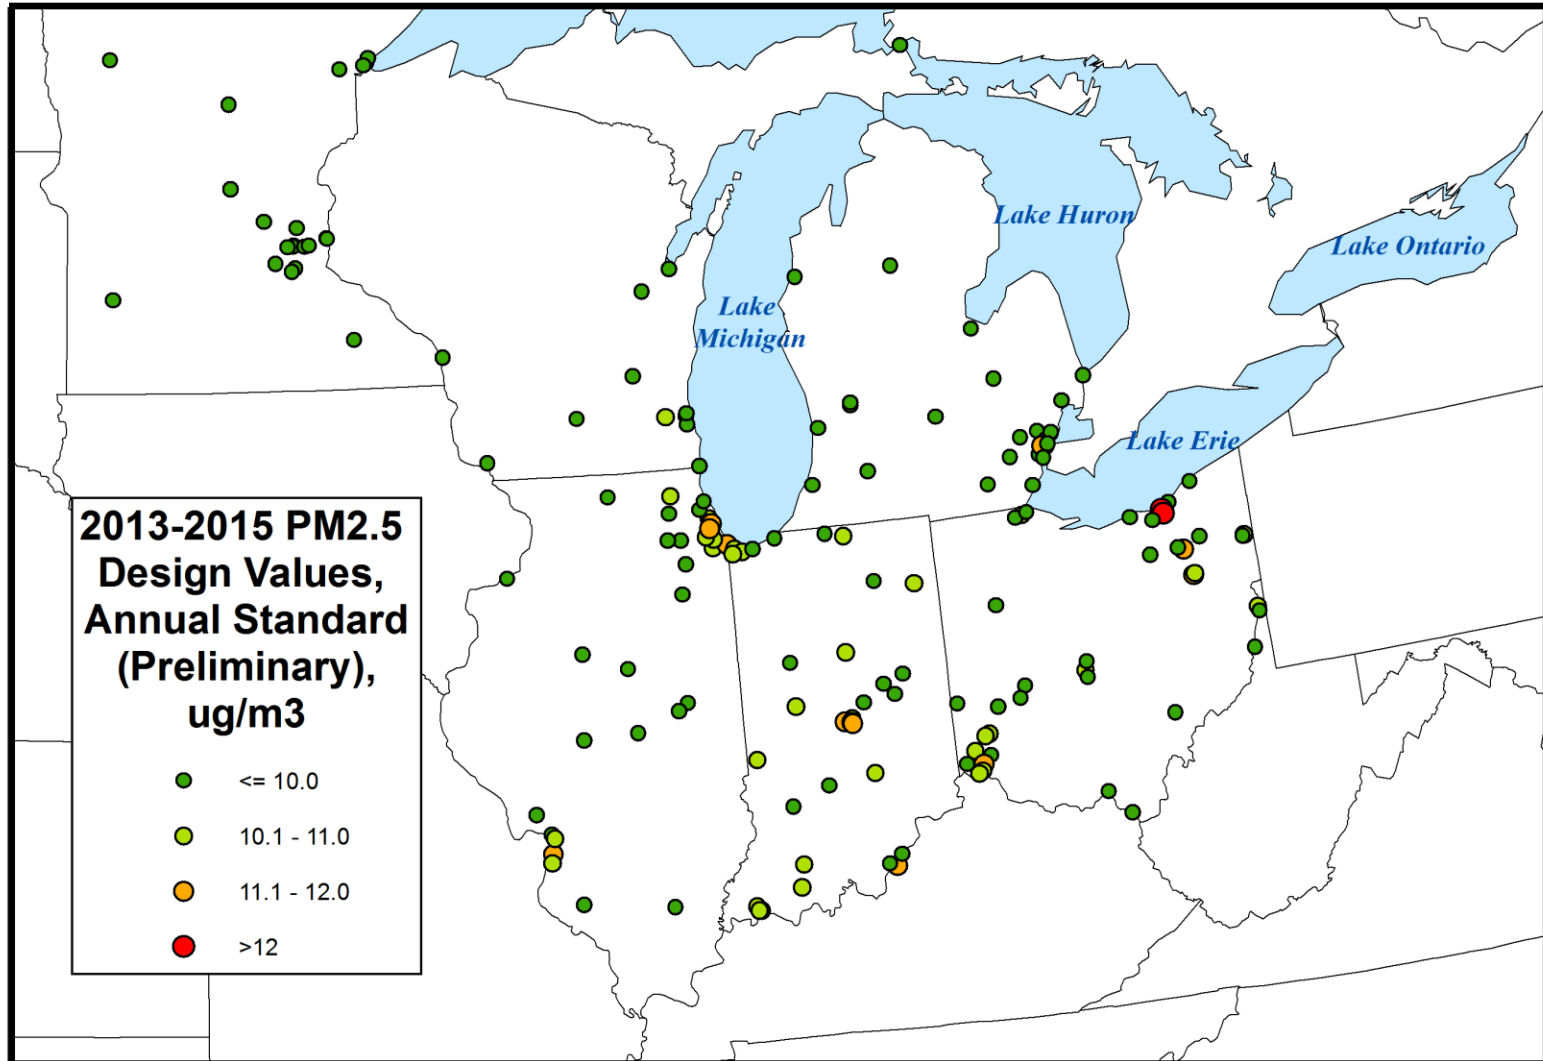 Lake Huron
Lake Ontario
Lake
Michigan
Lake Erie
2013-2015 PM2.5
Design Values,
Annual Standard
(Preliminary),
ug/m3
<= 10.0
10.1 - 11.0
11.1 - 12.0
>12